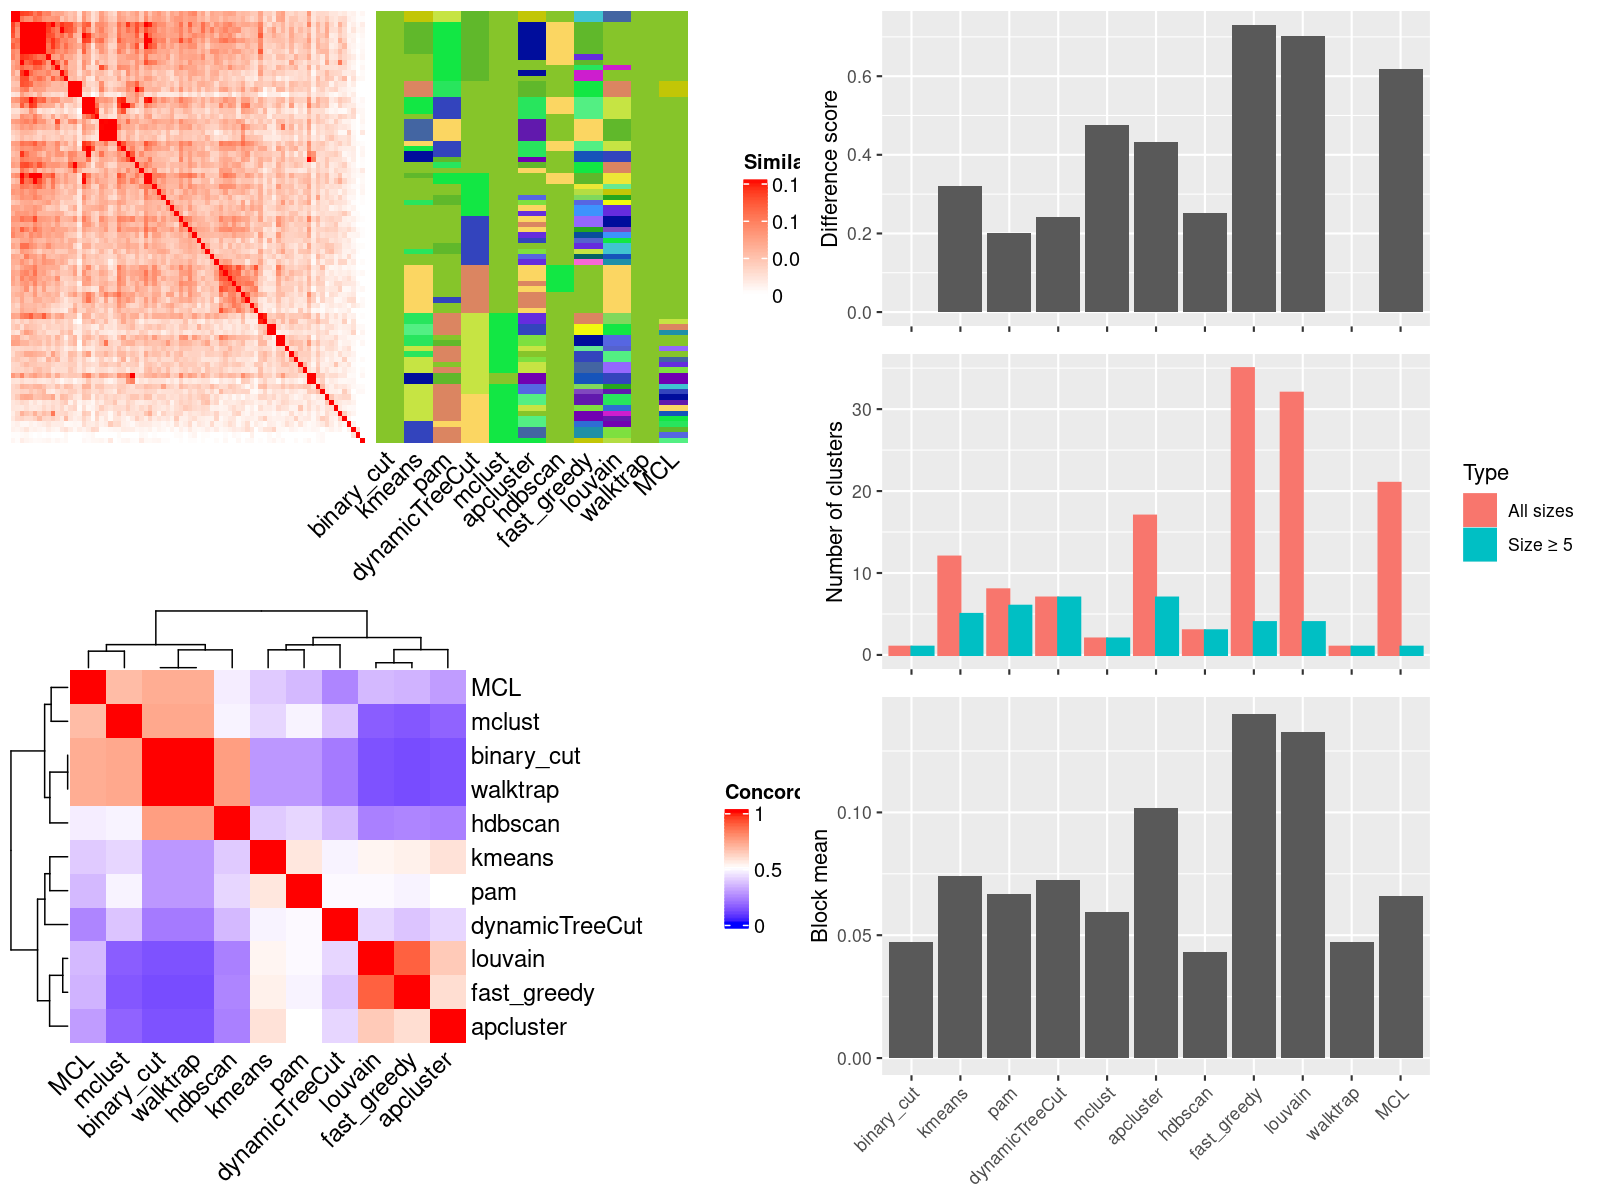 Simila
0.1
0.1
0.0
0
binary_cut
kmeans
pam
dynamicTreeCut
mclust
apcluster
hdbscan
fast_greedy
louvain
walktrap
MCL
MCL
mclust
binary_cut
walktrap
hdbscan
kmeans
pam
dynamicTreeCut
louvain
fast_greedy
apcluster
MCL
mclust
binary_cut
walktrap
hdbscan
kmeans
pam
dynamicTreeCut
louvain
fast_greedy
apcluster
Concord
1
0.5
0
Difference score
0.6
0.4
0.2
0.0
Number of clusters
30
20
10
0
Type
All sizes
Size ≥ 5
Block mean
0.10
0.05
0.00
binary_cut
kmeans
pam
dynamicTreeCut
mclust
apcluster
hdbscan
fast_greedy
louvain
walktrap
MCL